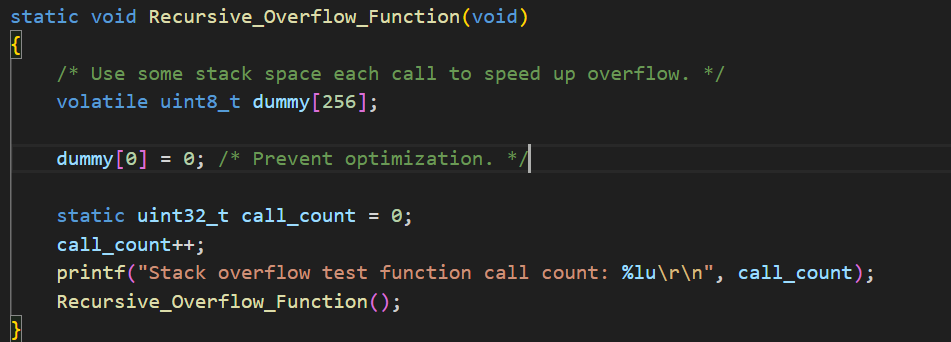 static void Recursive_Overflow_Function(void)
{
    /* Use some stack space each call to speed up overflow. */
    volatile uint8_t dummy[256];

    dummy[0] = 0; /* Prevent optimization. */

    static uint32_t call_count = 0;
    call_count++;
    printf("Stack overflow test function call count: %lu\r\n", call_count);
    Recursive_Overflow_Function();
}